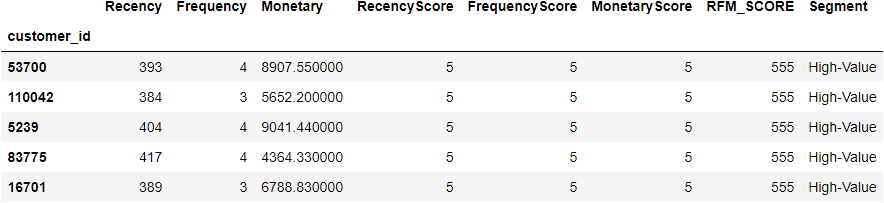 Recency Frequency Monetary RecencyScore FrequencyScore MonetaryScore RFM_SCORE Segment
customer_id
53700 393 4 8907.550000 5 5 5 555 High-Value
110042 384 3 5652.200000 5 5 5 555 High-Value
5239 404 4 9041.440000 5 5 5 555 High-Value
83775 417 4 4364.330000 5 5 5 555 High-Value
16701 389 3 6788.830000 5 5 5 555 High-Value